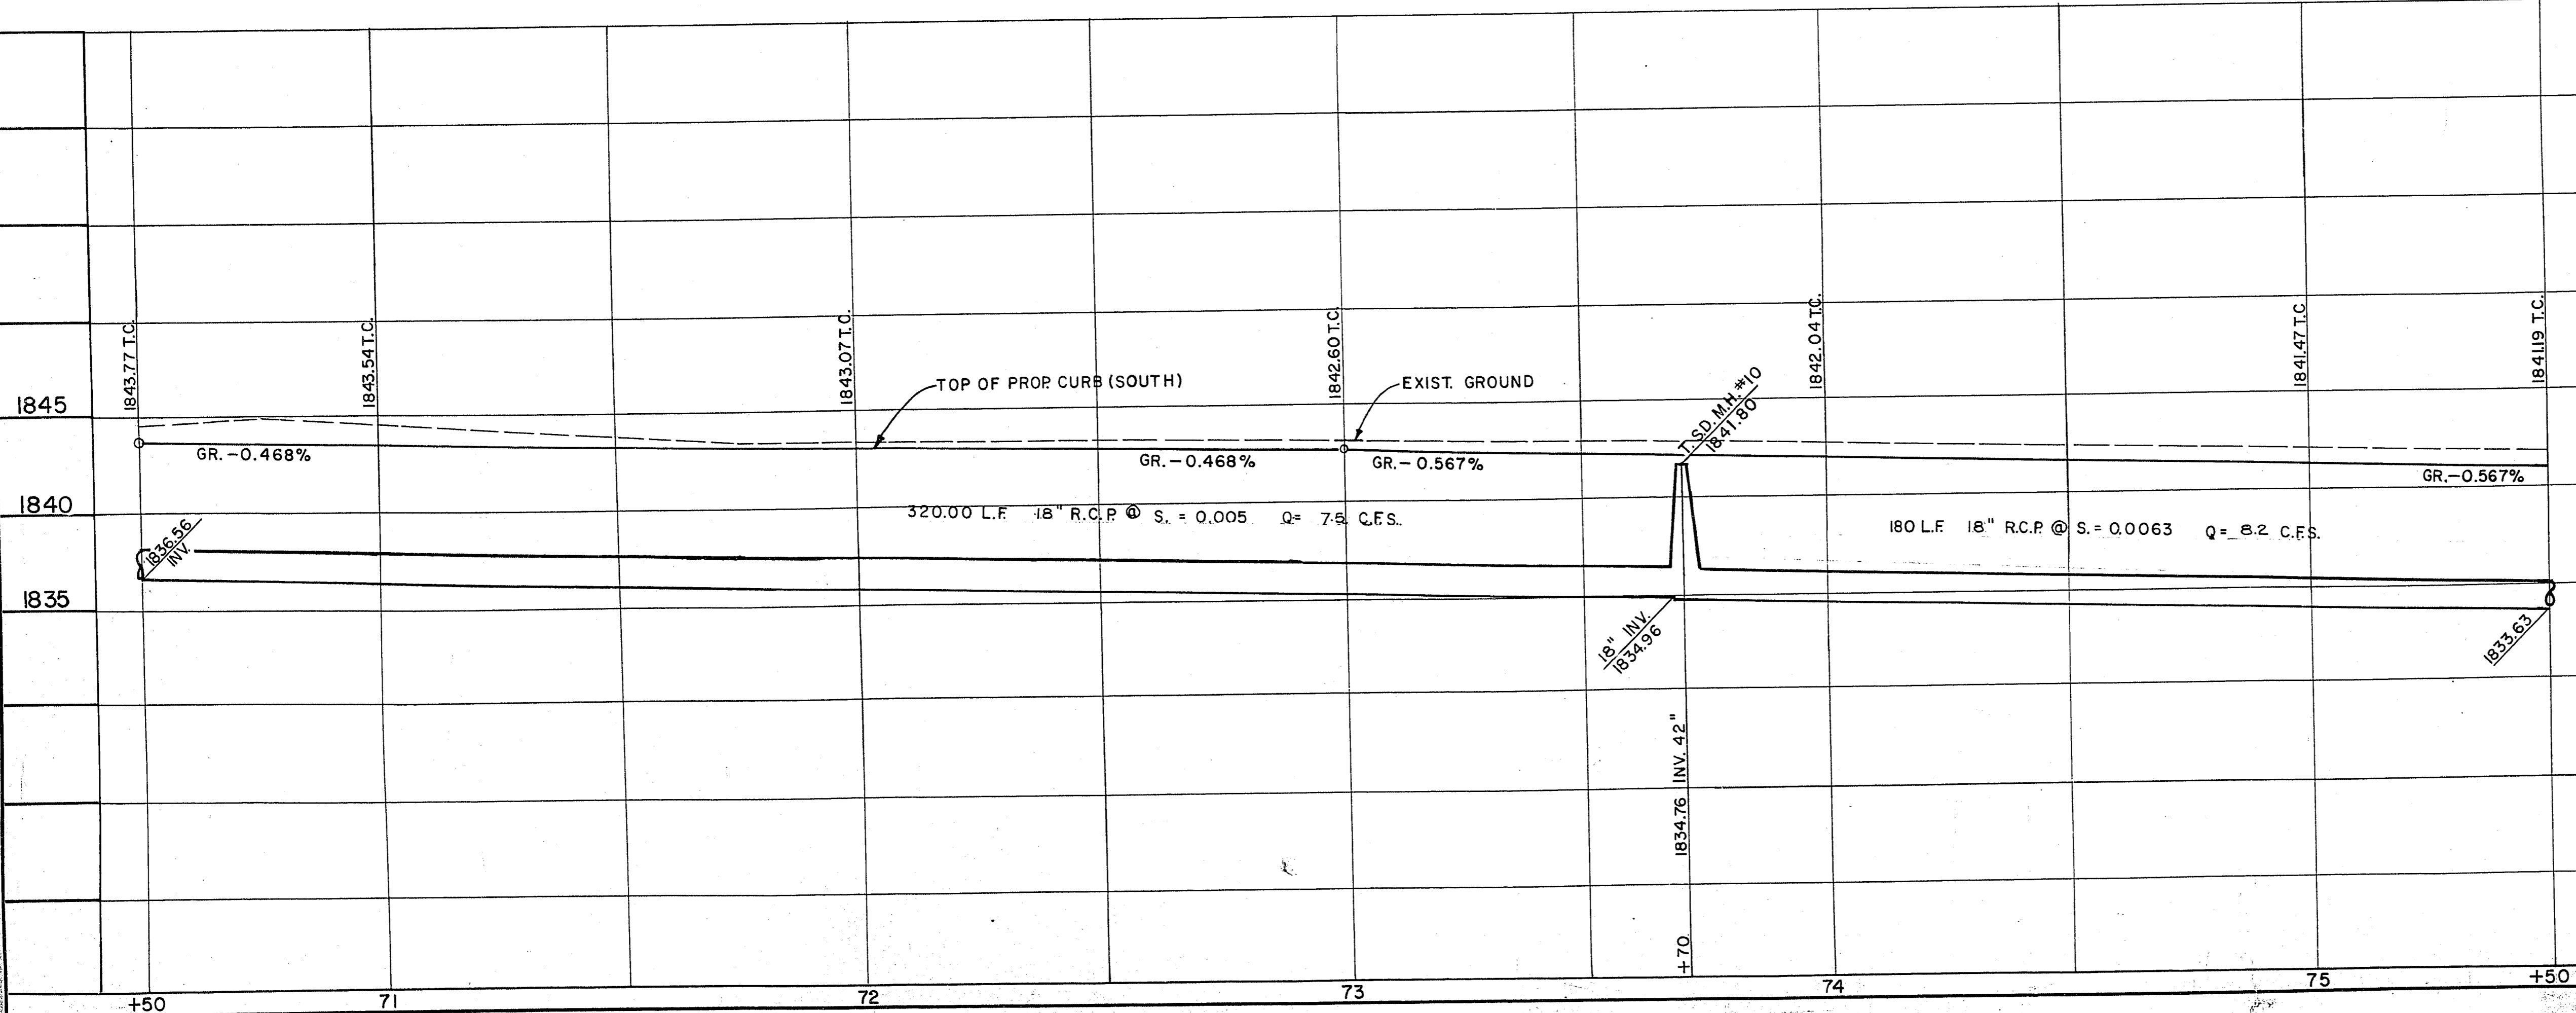 1843.77 T.C.
1843.54 T.C.
1843.07 T.C.
1842.60 T.C.
1842.04 T.C.
1841.47 T.C
1841.19 T.C.
TOP OF PROP. CURB (SOUTH)
EXIST. GROUND
T. S.D. M.H. #10
1841.80
1845
GR.-0.468%
GR.-0.468%
GR.- 0.567%
GR.-0.567%
1840
320.00 L.F. 18" R.C.P. @ S. = 0.005 Q= 7.5 C.F.S.
180 L.F. 18" R.C.P. @ S. = 0.0063 Q= 8.2 C.F.S.
1836.56
INV.
1835
18" INV.
1834.96
1833.63
1834.76 INV. 42"
+70
+50
71
72
73
74
75
+50